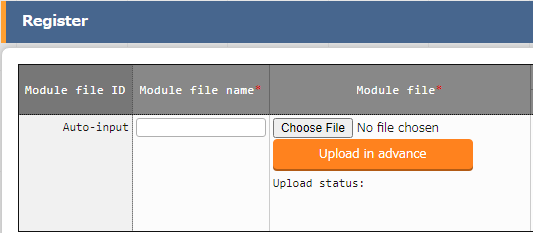 Register
Module file ID
Module file name*
Module file*
Auto-input
Choose File No file chosen
Upload in advance
Upload status: